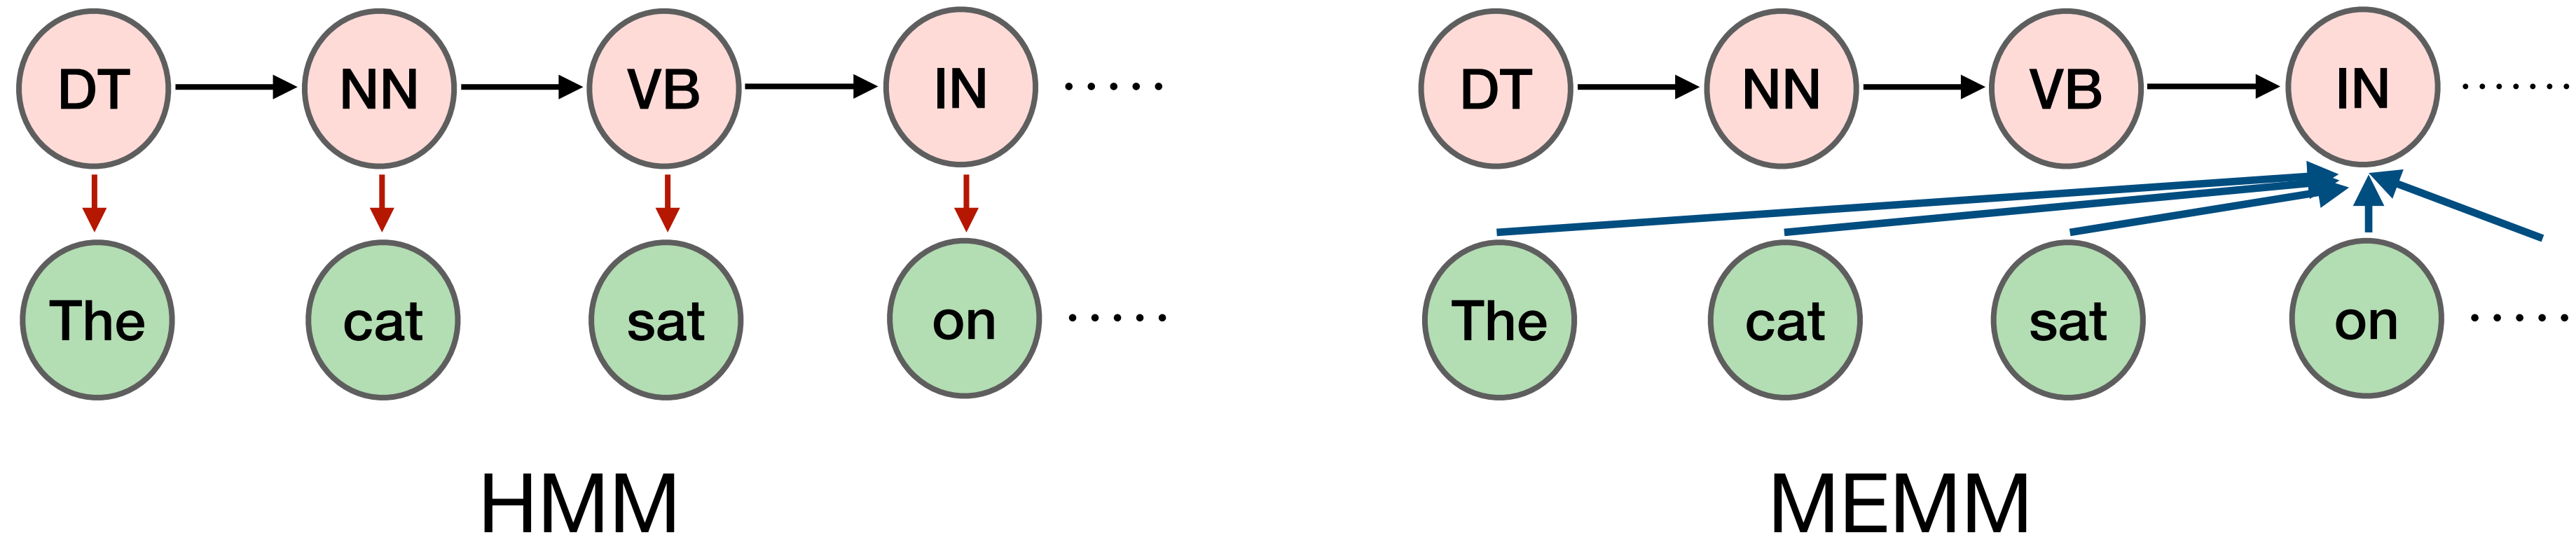 DT NN VB IN ..... DT NN VB IN .......
The cat sat on ..... The cat sat on .....
HMM MEMM